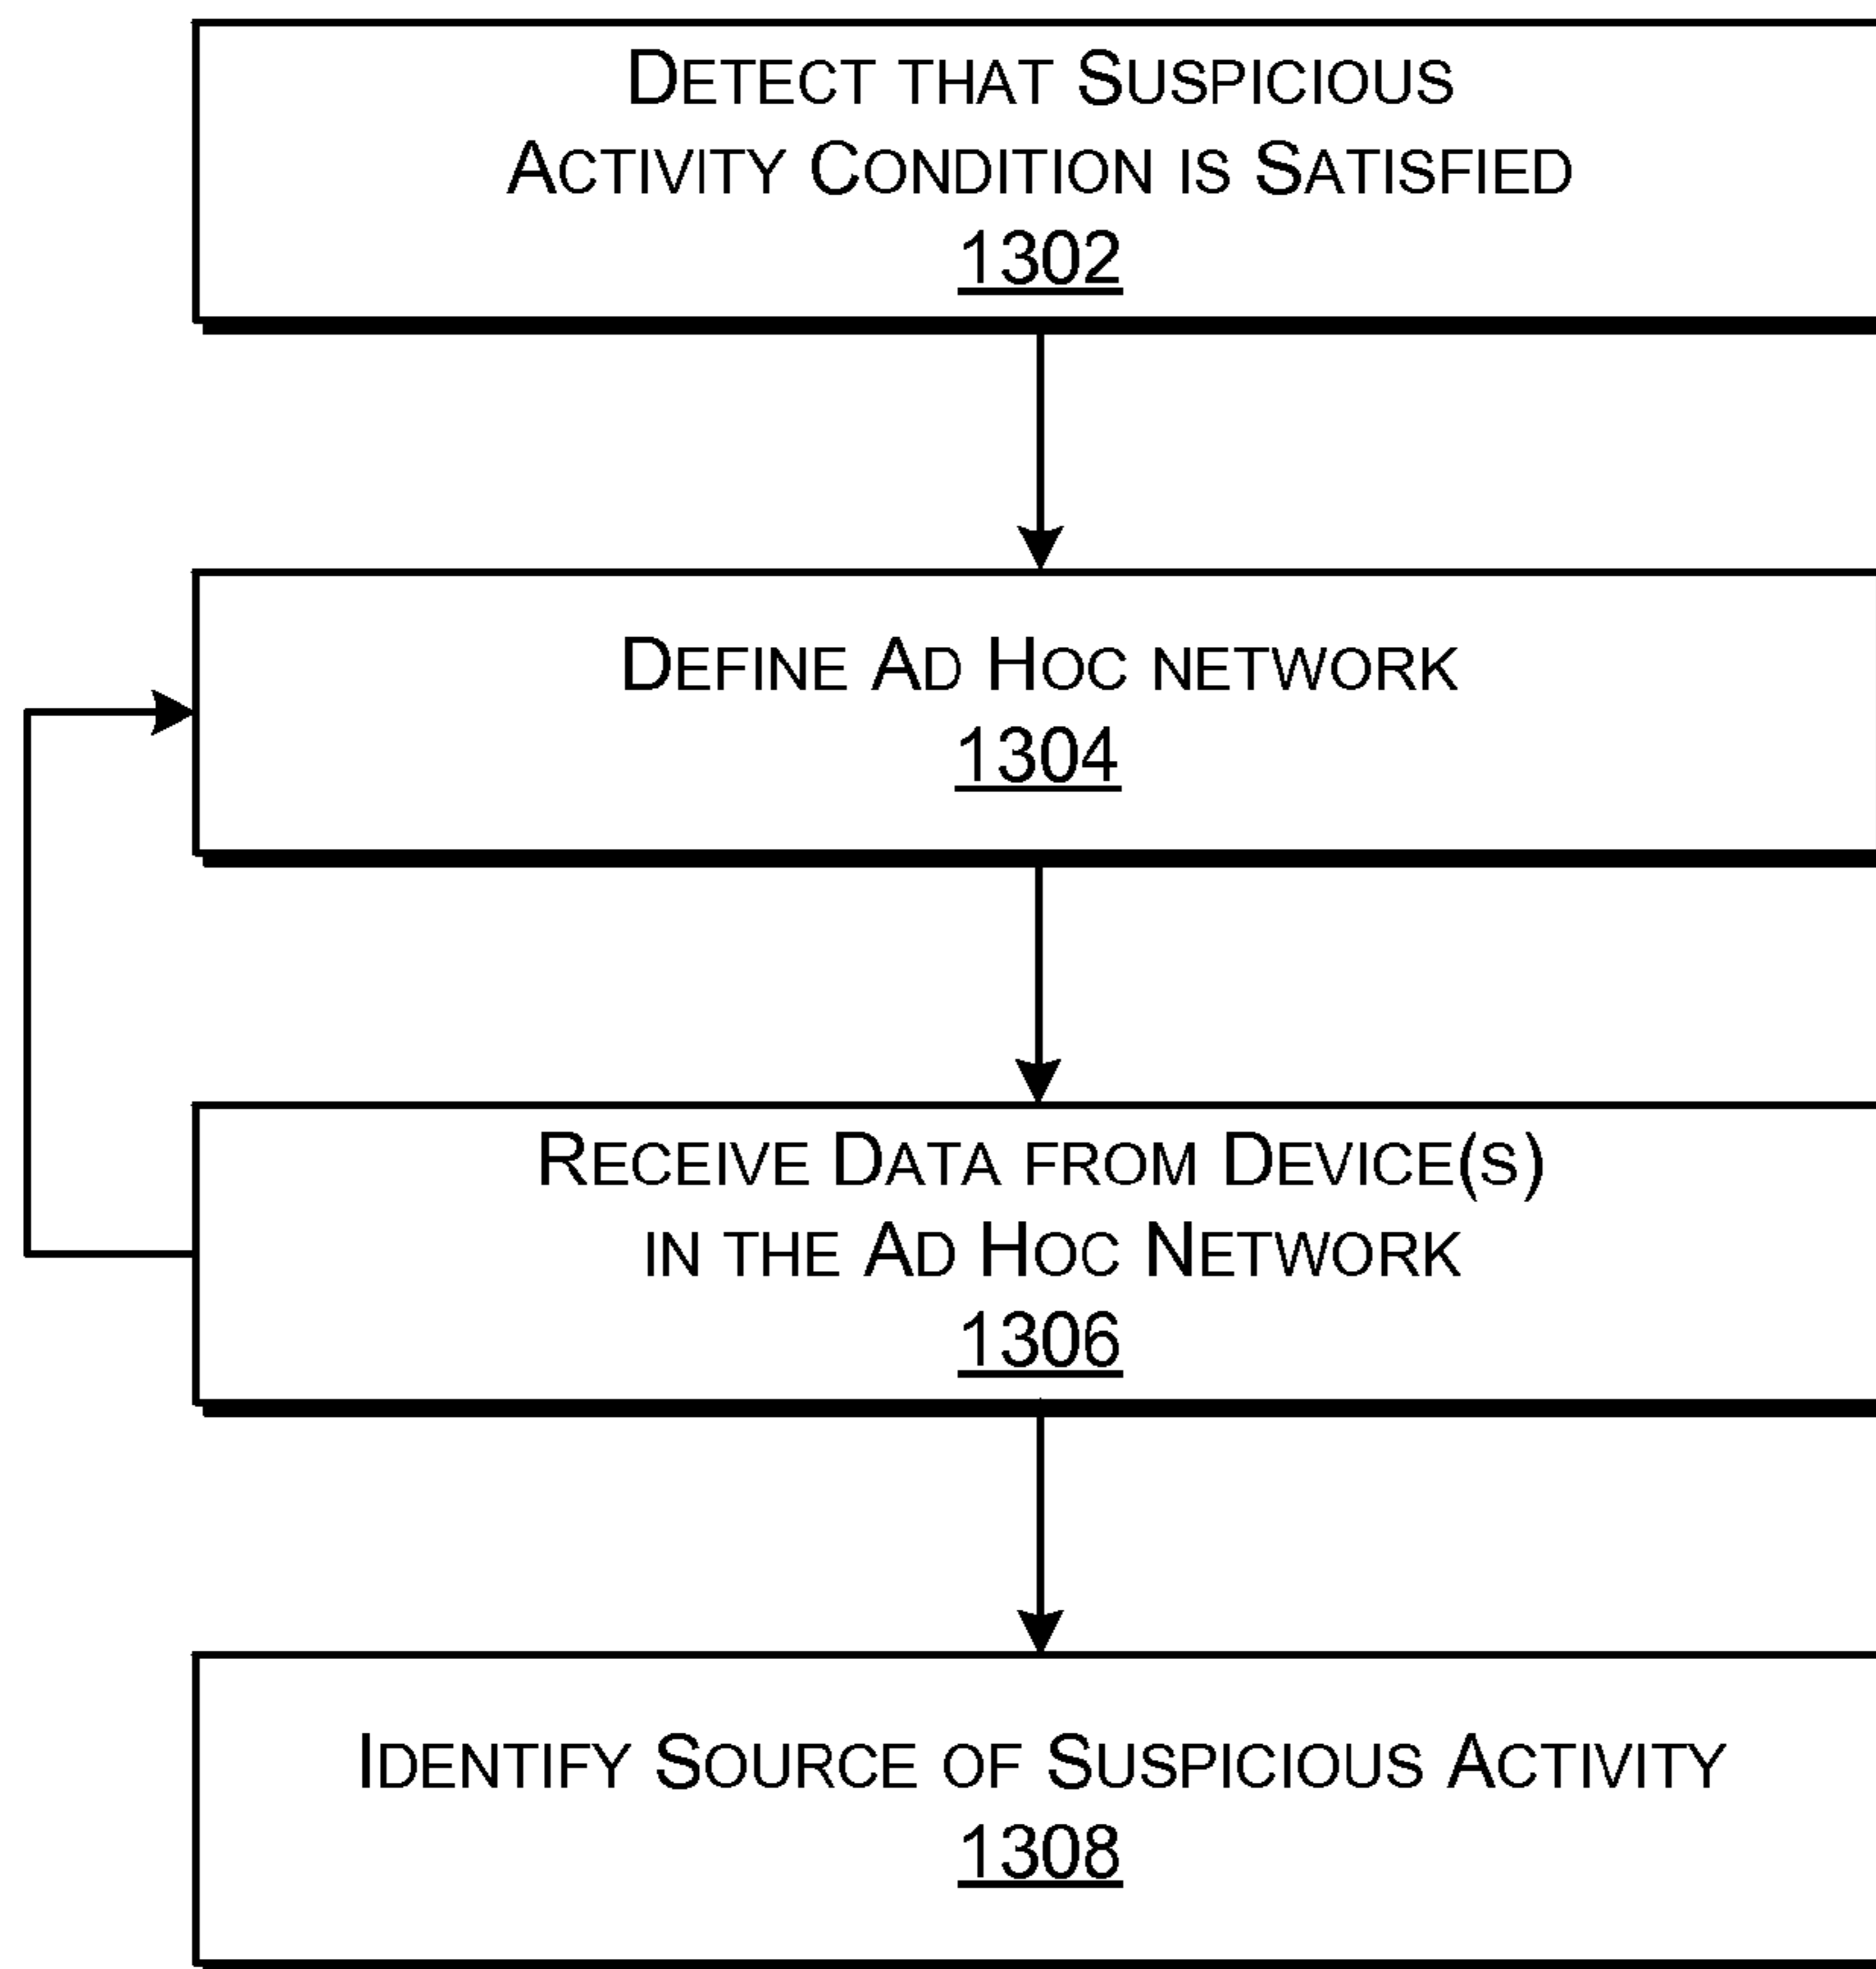 DETECT THAT SUSPICIOUS
ACTIVITY CONDITION IS SATISFIED
1302
DEFINE AD HOC NETWORK
1304
RECEIVE DATA FROM DEVICE(S)
IN THE AD HOC NETWORK
1306
IDENTIFY SOURCE OF SUSPICIOUS ACTIVITY
1308